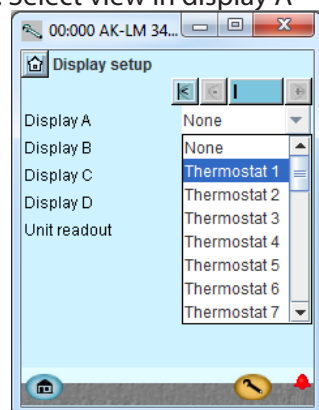 . Select view in display A
00:000 AK-LM 34...
Display setup
Display A None
Display B None
Display C Thermostat 1
Display D Thermostat 2
Unit readout Thermostat 3
Thermostat 4
Thermostat 5
Thermostat 6
Thermostat 7